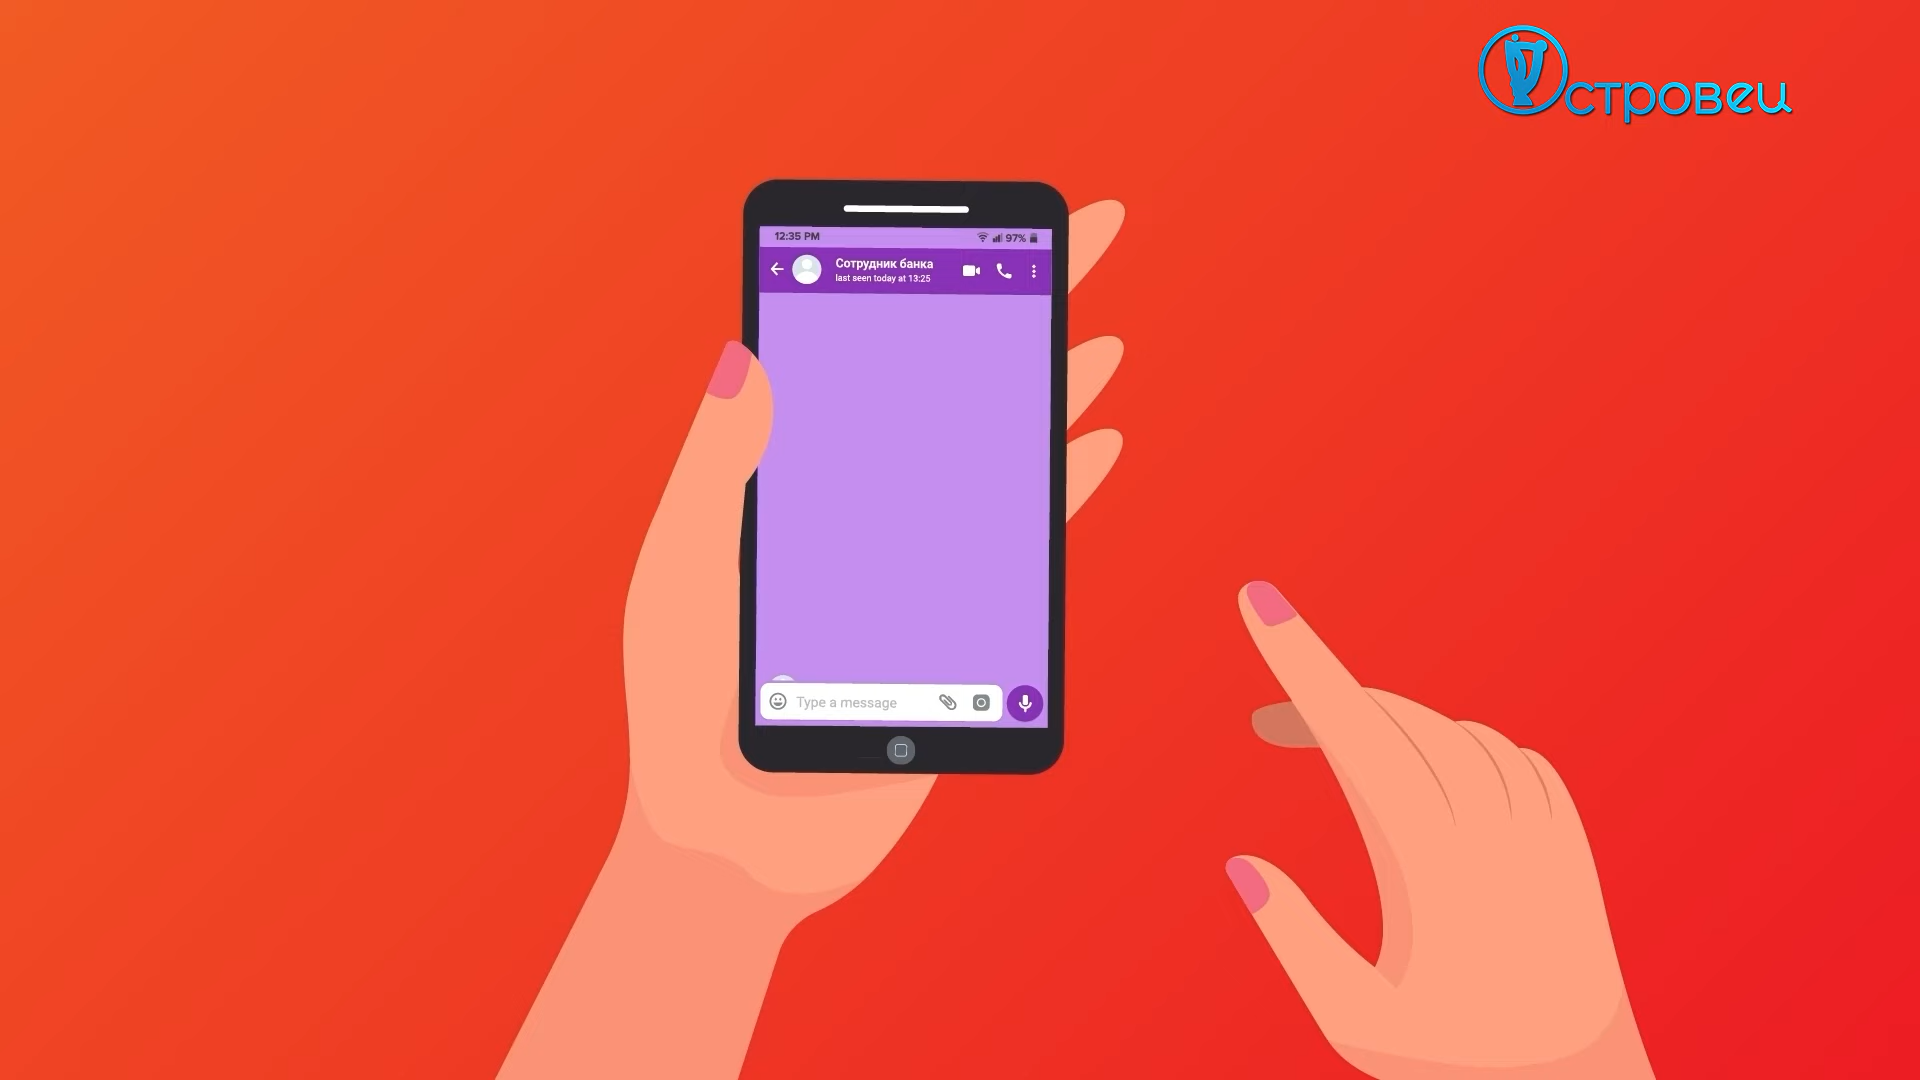 Островец
12:35 PM 97%
Сотрудник банка
last seen today at 13:25
Type a message